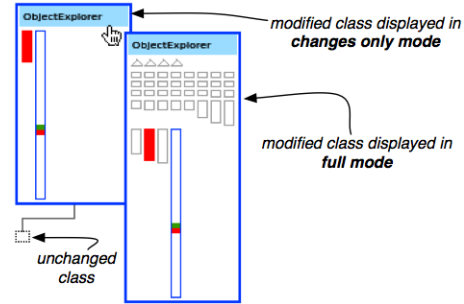 ObjectExplorer
modified class displayed in
changes only mode
ObjectExplorer
modified class displayed in
full mode
unchanged
class